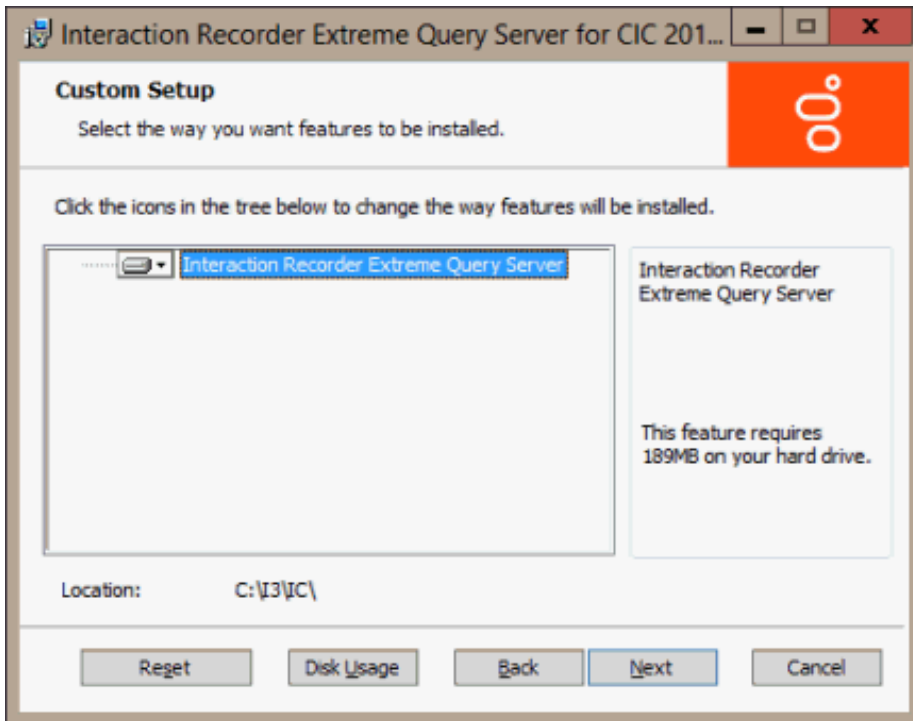 Interaction Recorder Extreme Query Server for CIC 201...
Custom Setup
Select the way you want features to be installed.
Click the icons in the tree below to change the way features will be installed.
Interaction Recorder Extreme Query Server
Interaction Recorder
Extreme Query Server
This feature requires
189MB on your hard drive.
Location: C:\I3\IC\
Reset Disk Usage Back Next Cancel